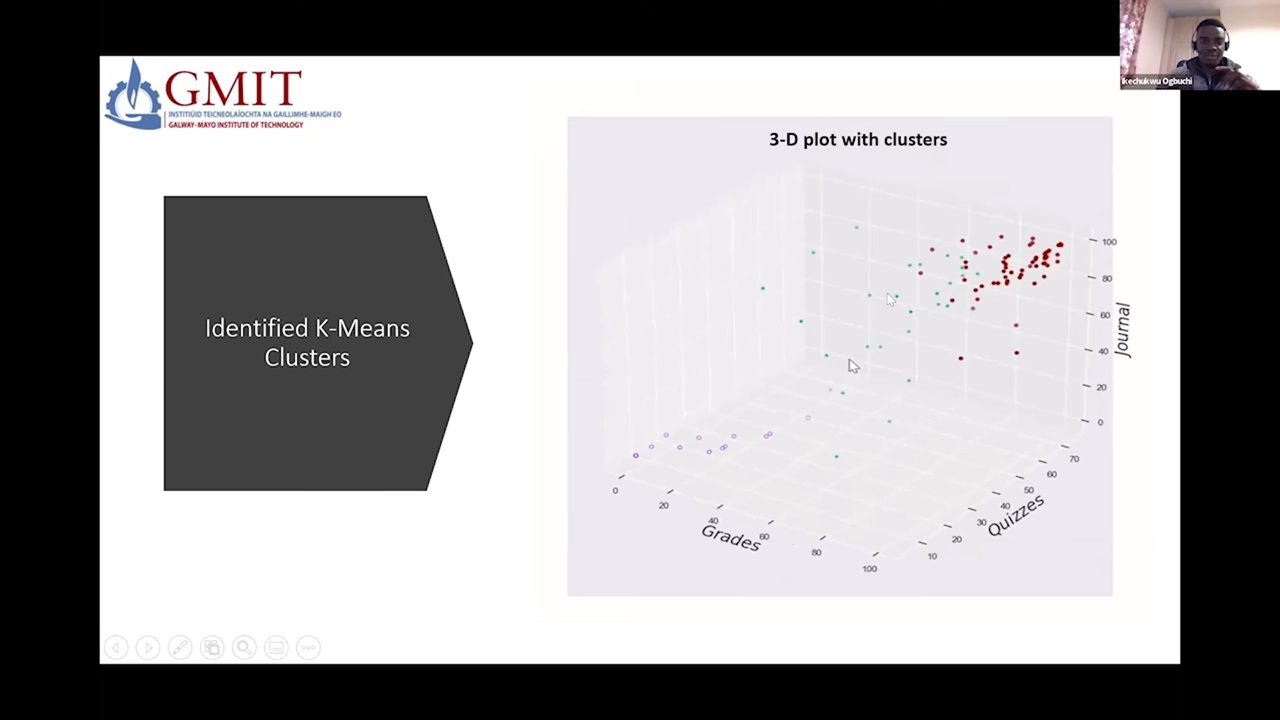 Ikechukwu Ogbuchi
GMIT
INSTITIÚID TEICNEOLAÍOCHTA NA GAILLIMHE-MAIGH EO
GALWAY-MAYO INSTITUTE OF TECHNOLOGY
3-D plot with clusters
Identified K-Means
Clusters
100
80
60
40
20
0
Journal
70
60
50
40
30
20
10
Quizzes
0
20
40
60
80
100
Grades